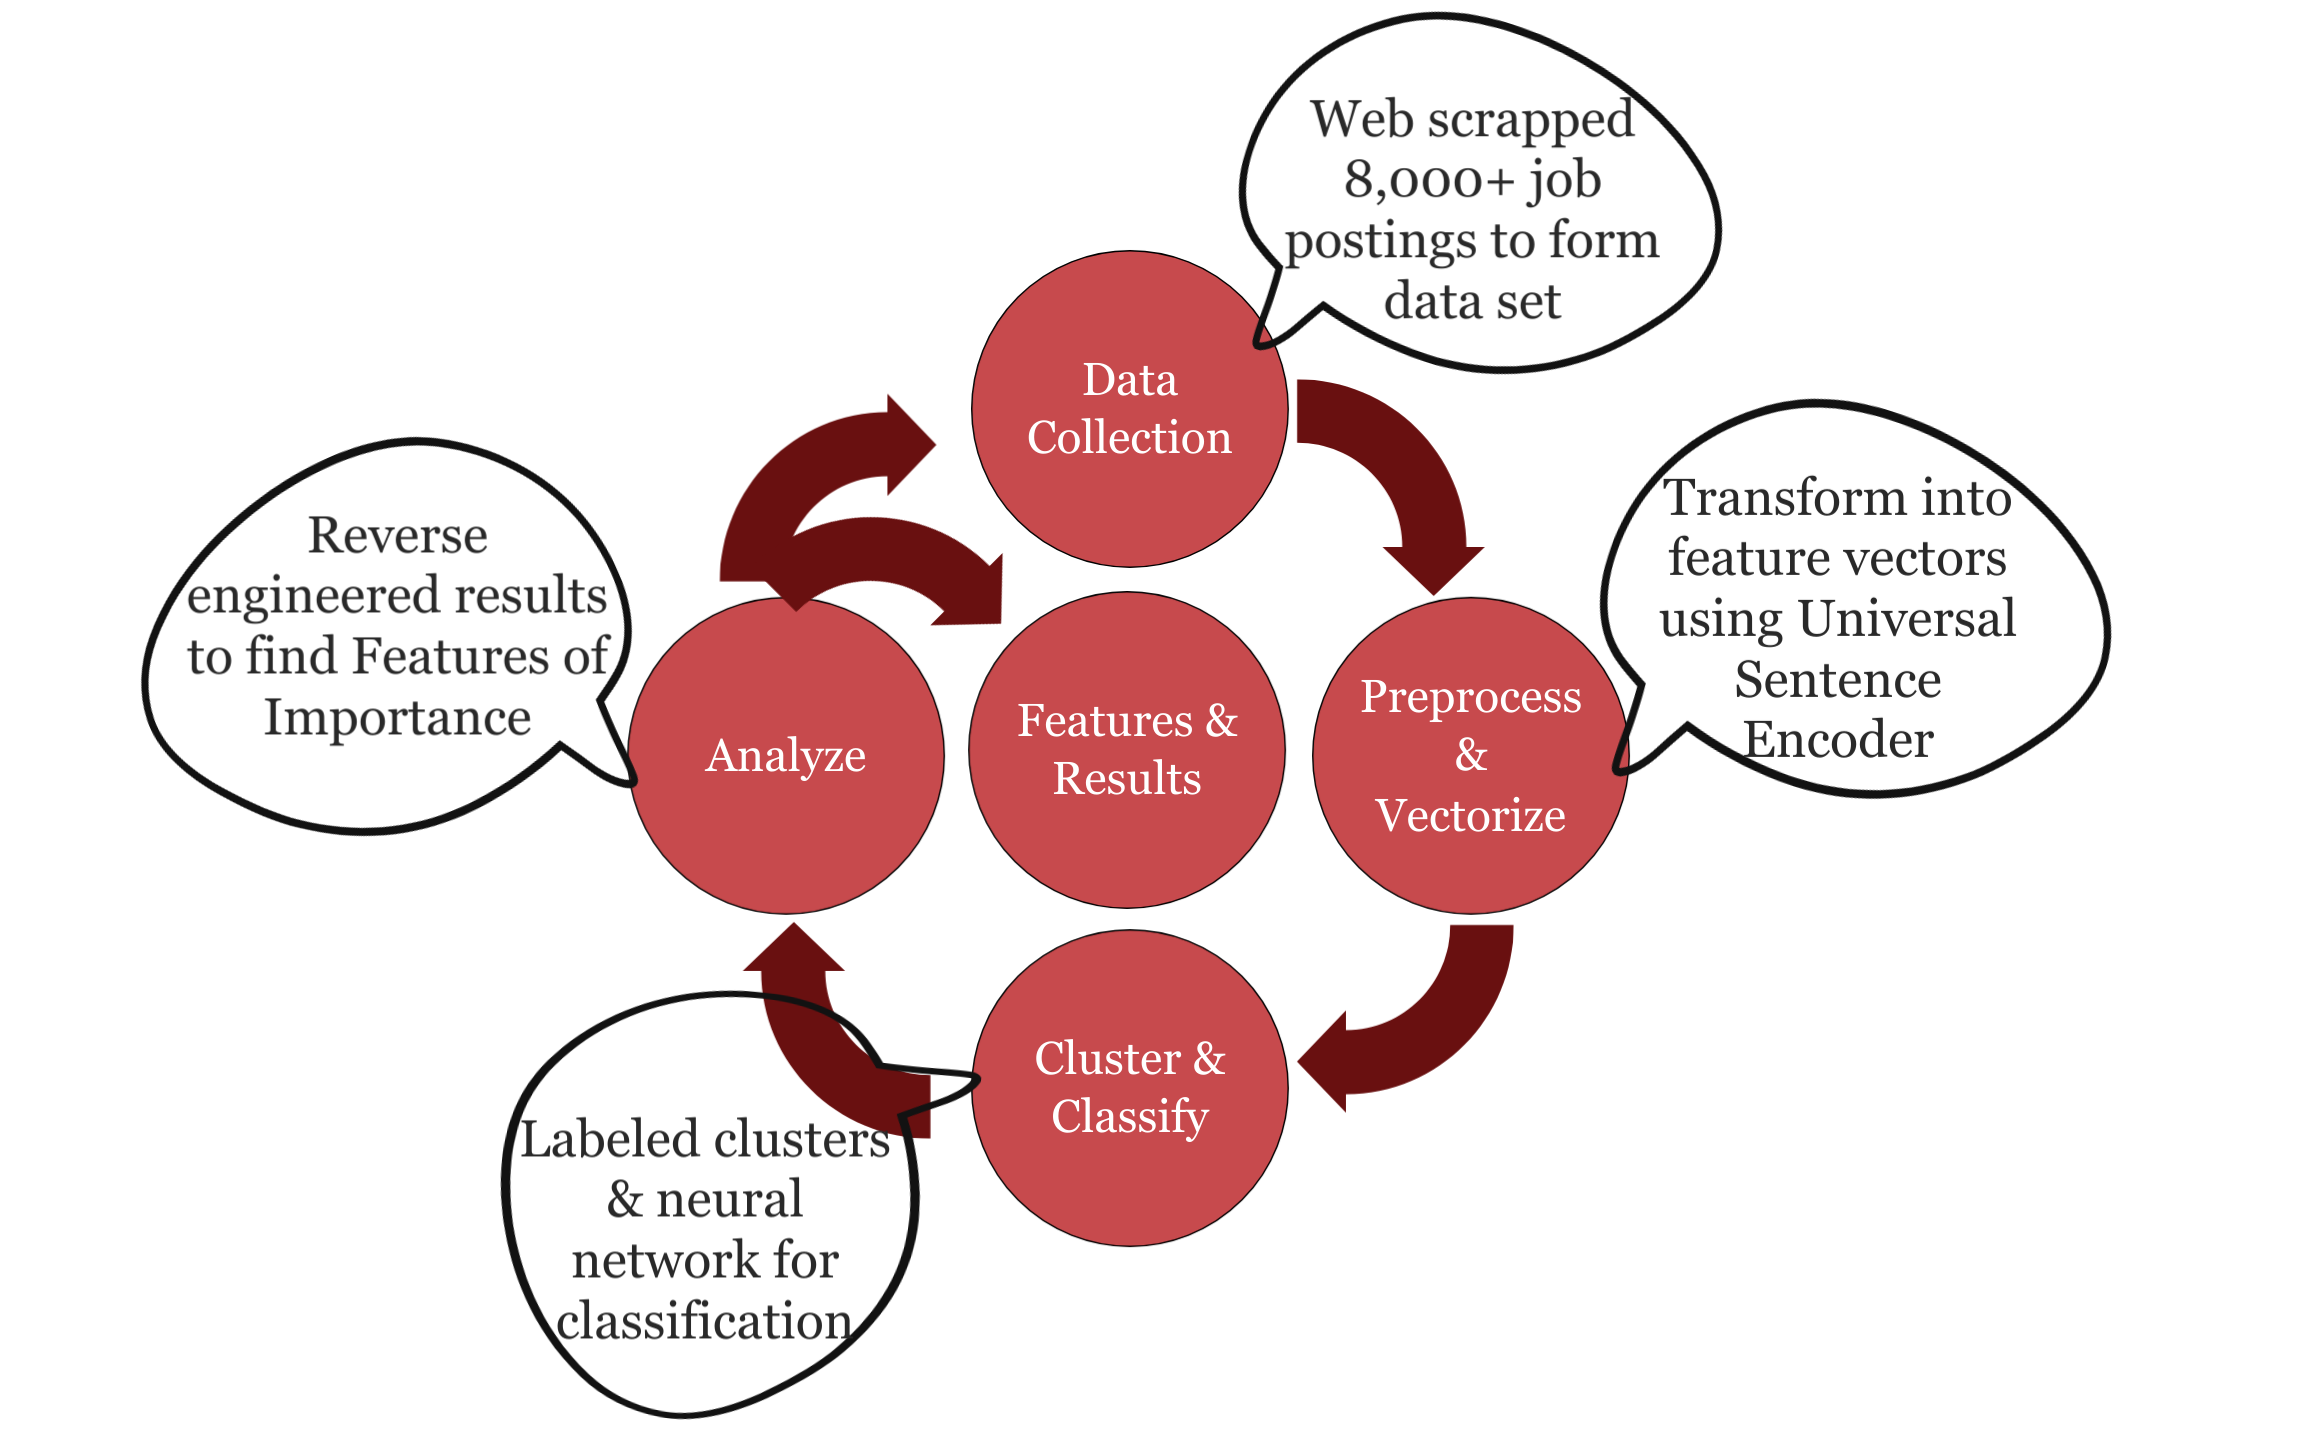 Web scrapped
8,000+ job
postings to form
data set
Data
Collection
Transform into
feature vectors
using Universal
Sentence
Encoder
Reverse
engineered results
to find Features of
Importance
Analyze
Features &
Results
Preprocess
&
Vectorize
Cluster &
Classify
Labeled clusters
& neural
network for
classification